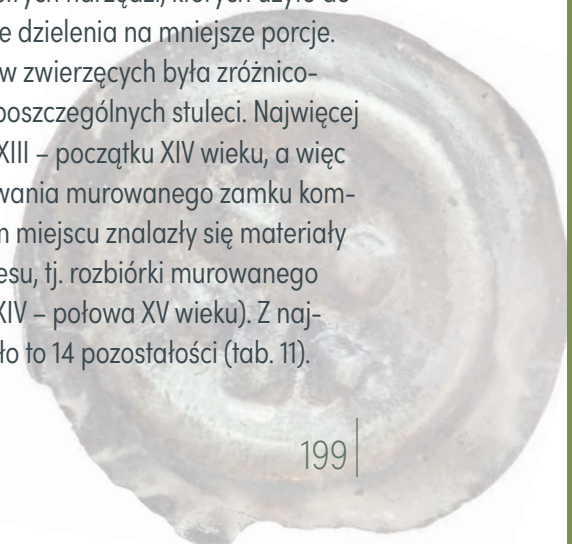 których użyto do
e dzielenia na mniejsze porcje.
w zwierzęcych była zróżnico-
poszczególnych stuleci. Najwięcej
XIII – początku XIV wieku, a więc
wania murowanego zamku kom-
m miejscu znalazły się materiały
esu, tj. rozbiórki murowanego
XIV – połowa XV wieku). Z naj-
ło to 14 pozostałości (tab. 11).
199